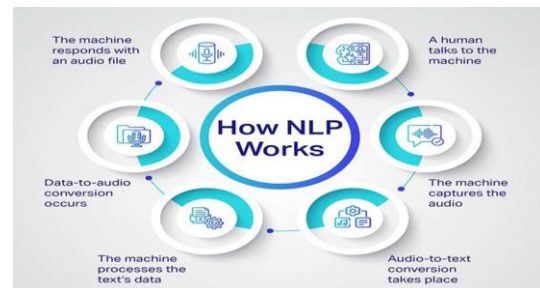 How NLP
Works
A human
talks to the
machine
The machine
captures the
audio
Audio-to-text
conversion
takes place
The machine
processes the
text's data
Data-to-audio
conversion
occurs
The machine
responds with
an audio file